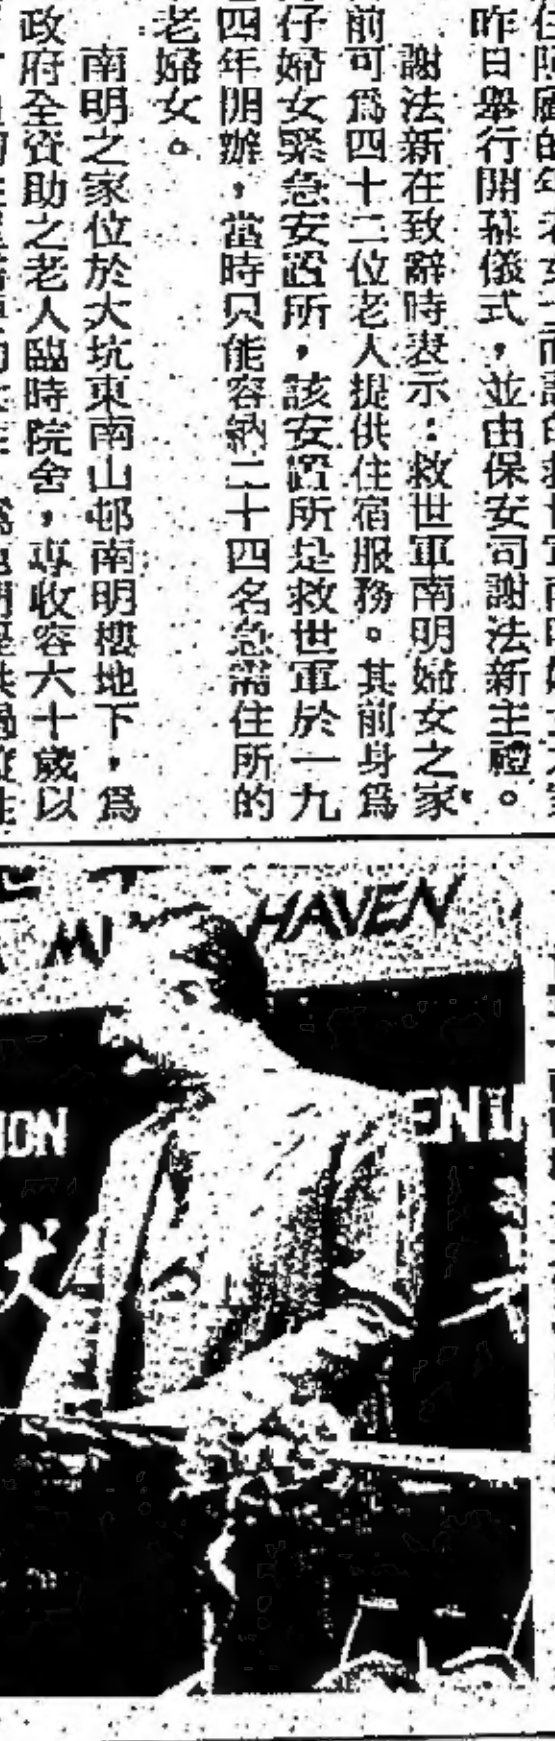 昨日舉行開幕儀式，並由保安司謝法新主禮。
謝法新在致辭時表示：救世軍南明婦女之家
前可爲四十二位老人提供住宿服務。其前身爲
仔婦女緊急安置所，該安置所是救世軍於一九
四年開辦，當時只能容納二十四名急需住所的
老婦女。
南明之家位於大坑東南山邨南明樓地下，爲
政府全資助之老人臨時院舍，專收容六十歲以
HAVEN